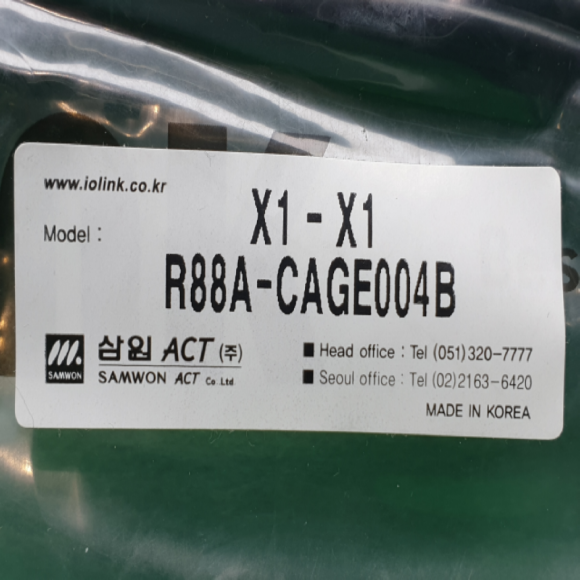 www.iolink.co.kr
Model :
X1 - X1
R88A-CAGE004B
SAMWON
삼원 ACT (주)
SAMWON ACT Co.Ltd
■ Head office : Tel (051)320-7777
■ Seoul office : Tel (02)2163-6420
MADE IN KOREA